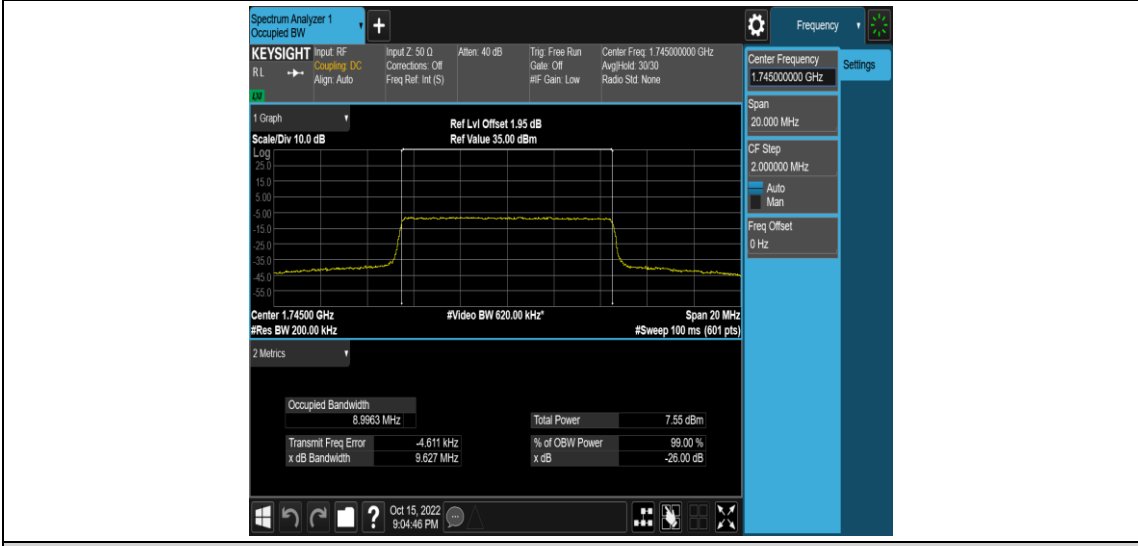 Spectrum Analyzer 1
Occupied BW
+
Frequency
KEYSIGHT
RL
LXI
Input: RF
Coupling: DC
Align: Auto
Input Z: 50 Ω
Corrections: Off
Freq Ref: Int (S)
Atten: 40 dB
Trig: Free Run
Gate: Off
#IF Gain: Low
Center Freq: 1.745000000 GHz
Avg|Hold: 30/30
Radio Std: None
Center Frequency
1.745000000 GHz
Settings
Span
20.000 MHz
CF Step
2.000000 MHz
Auto
Man
Freq Offset
0 Hz
1 Graph
Scale/Div 10.0 dB
Ref Lvl Offset 1.95 dB
Ref Value 35.00 dBm
Log
25.0
15.0
5.00
-5.00
-15.0
-25.0
-35.0
-45.0
-55.0
Center 1.74500 GHz
#Video BW 620.00 kHz*
Span 20 MHz
#Res BW 200.00 kHz
#Sweep 100 ms (601 pts)
2 Metrics
Occupied Bandwidth
8.9963 MHz
Total Power 7.55 dBm
Transmit Freq Error -4.611 kHz
% of OBW Power 99.00 %
x dB Bandwidth 9.627 MHz
x dB -26.00 dB
?
Oct 15, 2022
9:04:46 PM